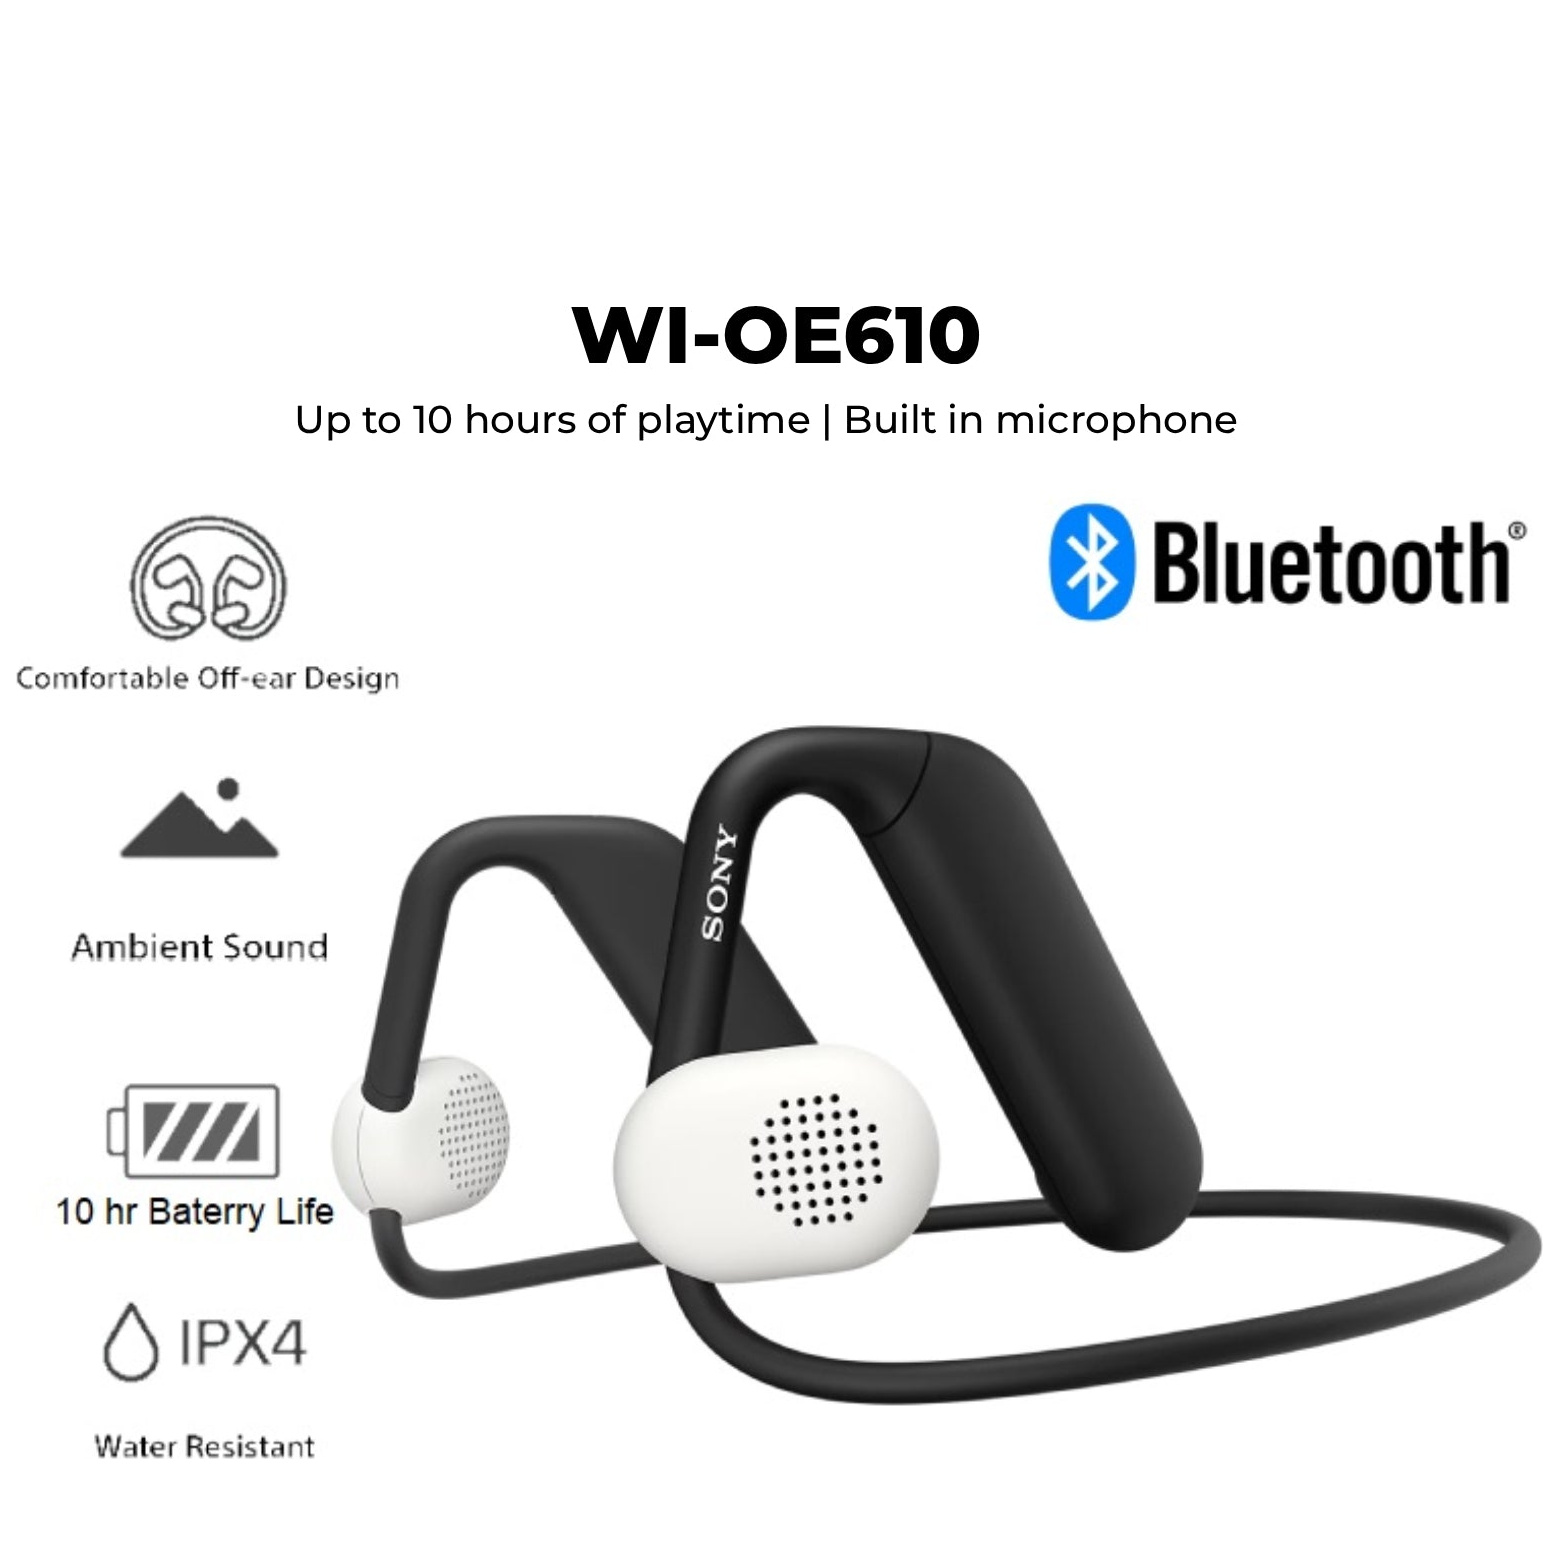 WI-OE610
Up to 10 hours of playtime | Built in microphone
Bluetooth®
Comfortable Off-ear Design
Ambient Sound
SONY
10 hr Baterry Life
IPX4
Water Resistant